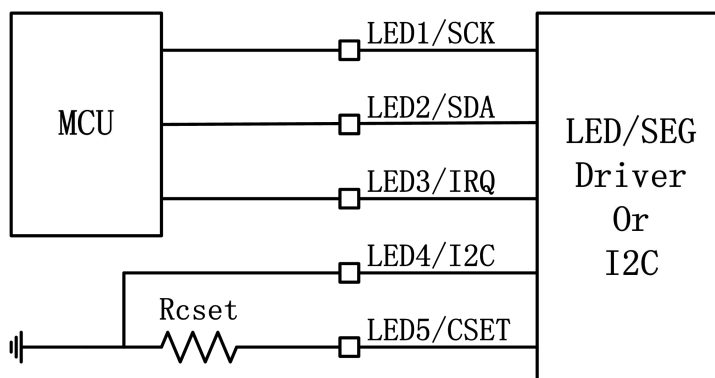 LED1/SCK
LED2/SDA
MCU
LED/SEG
Driver
Or
I2C
LED3/IRQ
LED4/I2C
Rcset
LED5/CSET